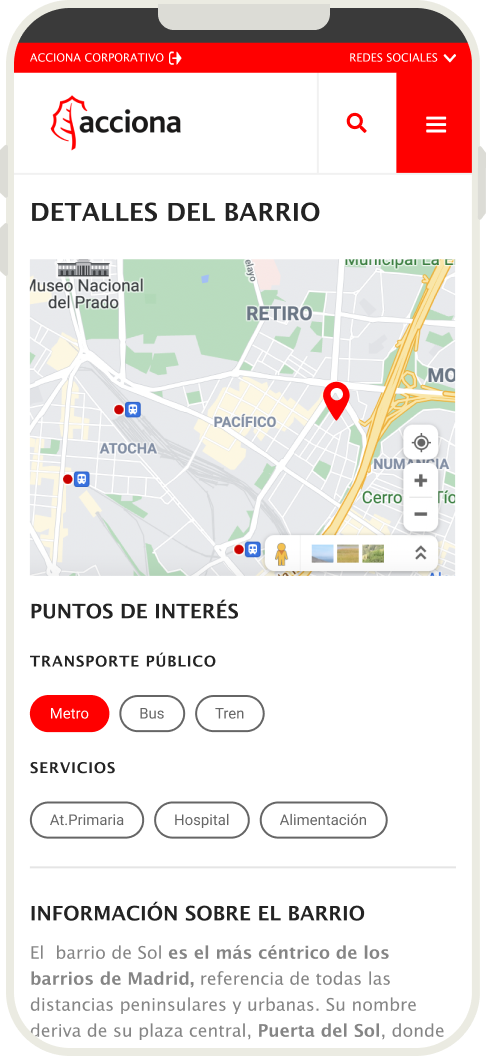 ACCIONA CORPORATIVO
REDES SOCIALES
acciona
DETALLES DEL BARRIO
Museo Nacional
del Prado
RETIRO
PACÍFICO
ATOCHA
NUMANCIA
Cerro
PUNTOS DE INTERÉS
TRANSPORTE PÚBLICO
Metro
Bus
Tren
SERVICIOS
At.Primaria
Hospital
Alimentación
INFORMACIÓN SOBRE EL BARRIO
El barrio de Sol es el más céntrico de los
barrios de Madrid, referencia de todas las
distancias peninsulares y urbanas. Su nombre
deriva de su plaza central, Puerta del Sol, donde